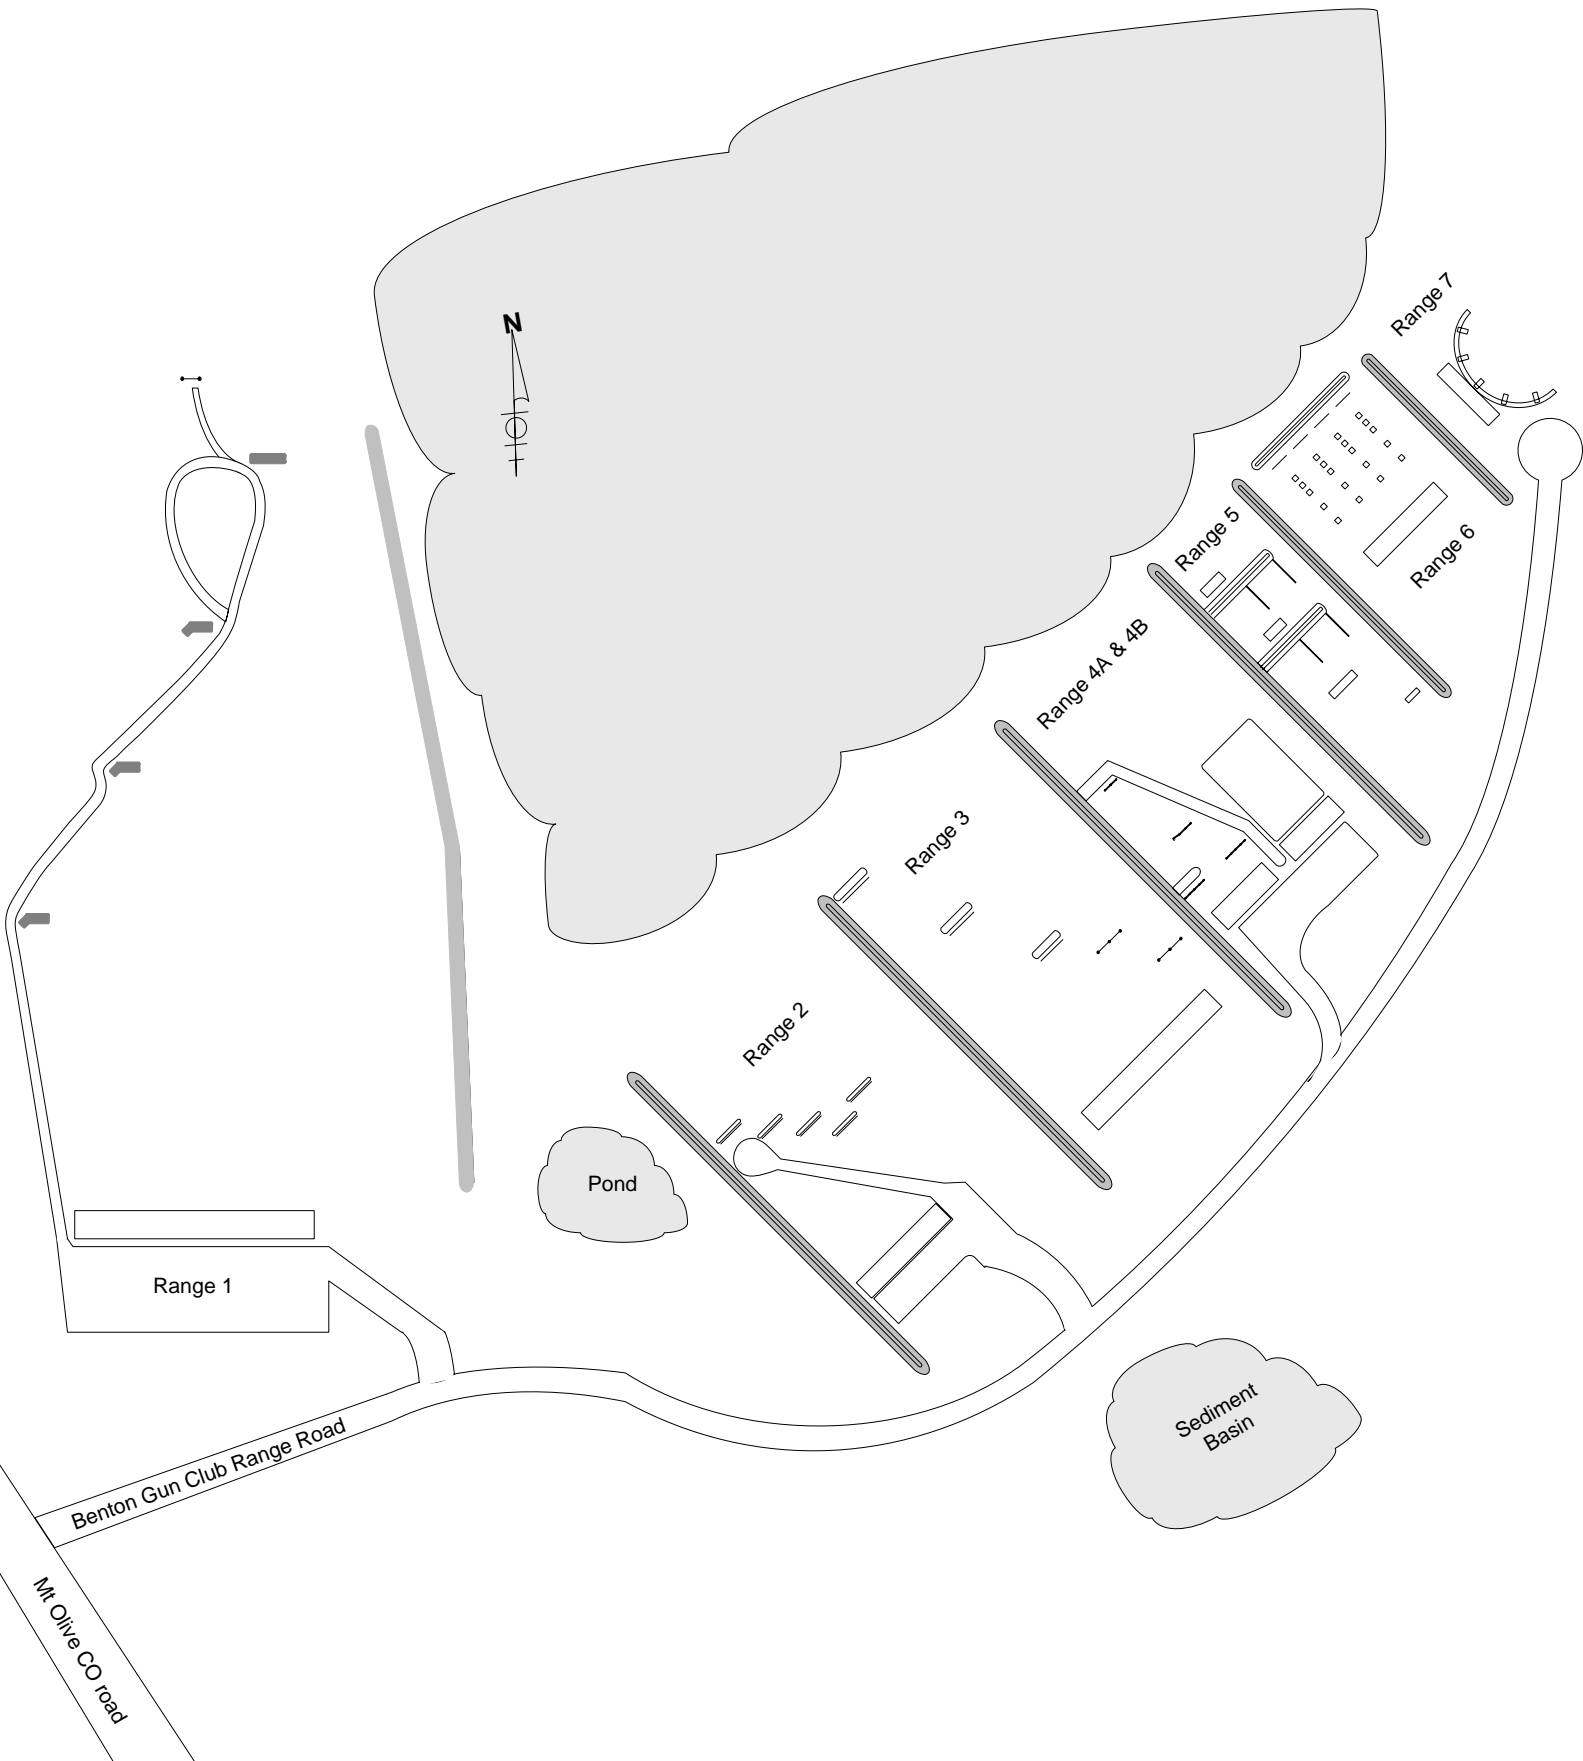 N
Range 7
Range 5
Range 6
Range 4A & 4B
Range 3
Range 2
Pond
Range 1
Sediment
Basin
Benton Gun Club Range Road
Mt Olive CO road